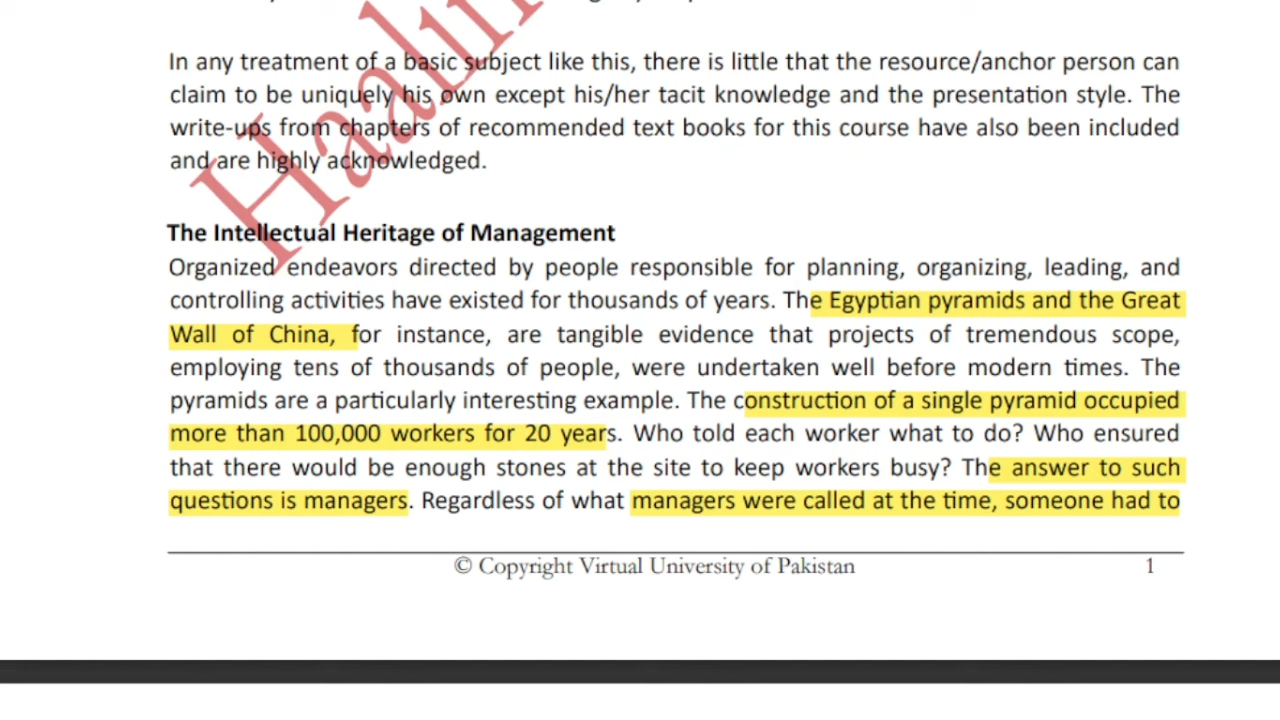 In any treatment of a basic subject like this, there is little that the resource/anchor person can
claim to be uniquely his own except his/her tacit knowledge and the presentation style. The
write-ups from chapters of recommended text books for this course have also been included
and are highly acknowledged.
The Intellectual Heritage of Management
Organized endeavors directed by people responsible for planning, organizing, leading, and
controlling activities have existed for thousands of years. The Egyptian pyramids and the Great
Wall of China, for instance, are tangible evidence that projects of tremendous scope,
employing tens of thousands of people, were undertaken well before modern times. The
pyramids are a particularly interesting example. The construction of a single pyramid occupied
more than 100,000 workers for 20 years. Who told each worker what to do? Who ensured
that there would be enough stones at the site to keep workers busy? The answer to such
questions is managers. Regardless of what managers were called at the time, someone had to
© Copyright Virtual University of Pakistan 1